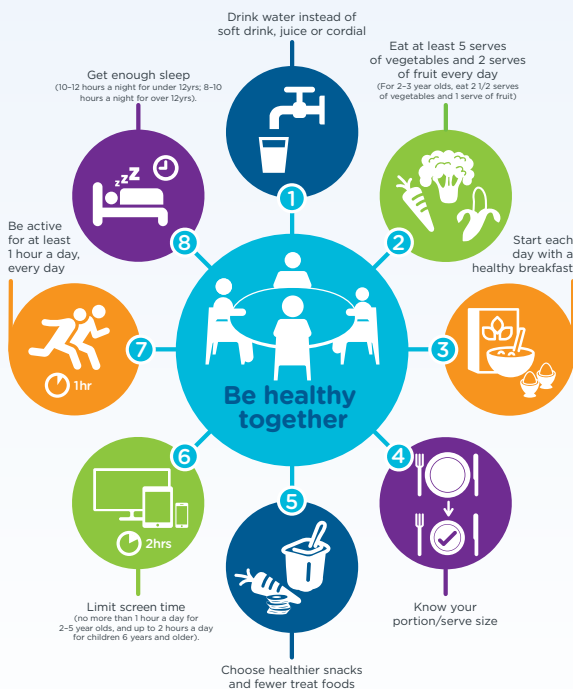 Drink water instead of
soft drink, juice or cordial
1
Eat at least 5 serves
of vegetables and 2 serves
of fruit every day
(For 2–3 year olds, eat 2 1/2 serves
of vegetables and 1 serve of fruit)
2
Start each
day with a
healthy breakfast
3
4
Know your
portion/serve size
5
Choose healthier snacks
and fewer treat foods
6
2hrs
Limit screen time
(no more than 1 hour a day for
2–5 year olds, and up to 2 hours a day
for children 6 years and older).
Be active
for at least
1 hour a day,
every day
7
1hr
Get enough sleep
(10–12 hours a night for under 12yrs; 8–10
hours a night for over 12yrs).
zzZZ
8
Be healthy
together